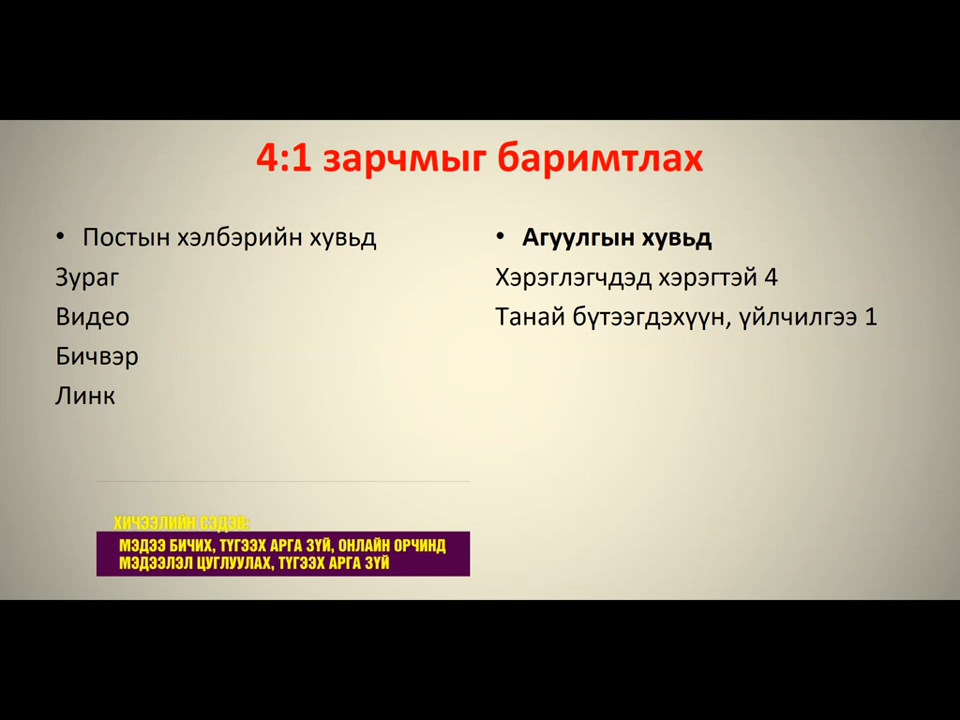 4:1 зарчмыг баримтлах
• Постын хэлбэрийн хувьд
Зураг
Видео
Бичвэр
Линк
• Агуулгын хувьд
Хэрэглэгчдэд хэрэгтэй 4
Танай бүтээгдэхүүн, үйлчилгээ 1
ХИЧЭЭЛИЙН СЭДЭВ:
МЭДЭЭ БИЧИХ, ТҮГЭЭХ АРГА ЗҮЙ, ОНЛАЙН ОРЧИНД
МЭДЭЭЛЭЛ ЦУГЛУУЛАХ, ТҮГЭЭХ АРГА ЗҮЙ